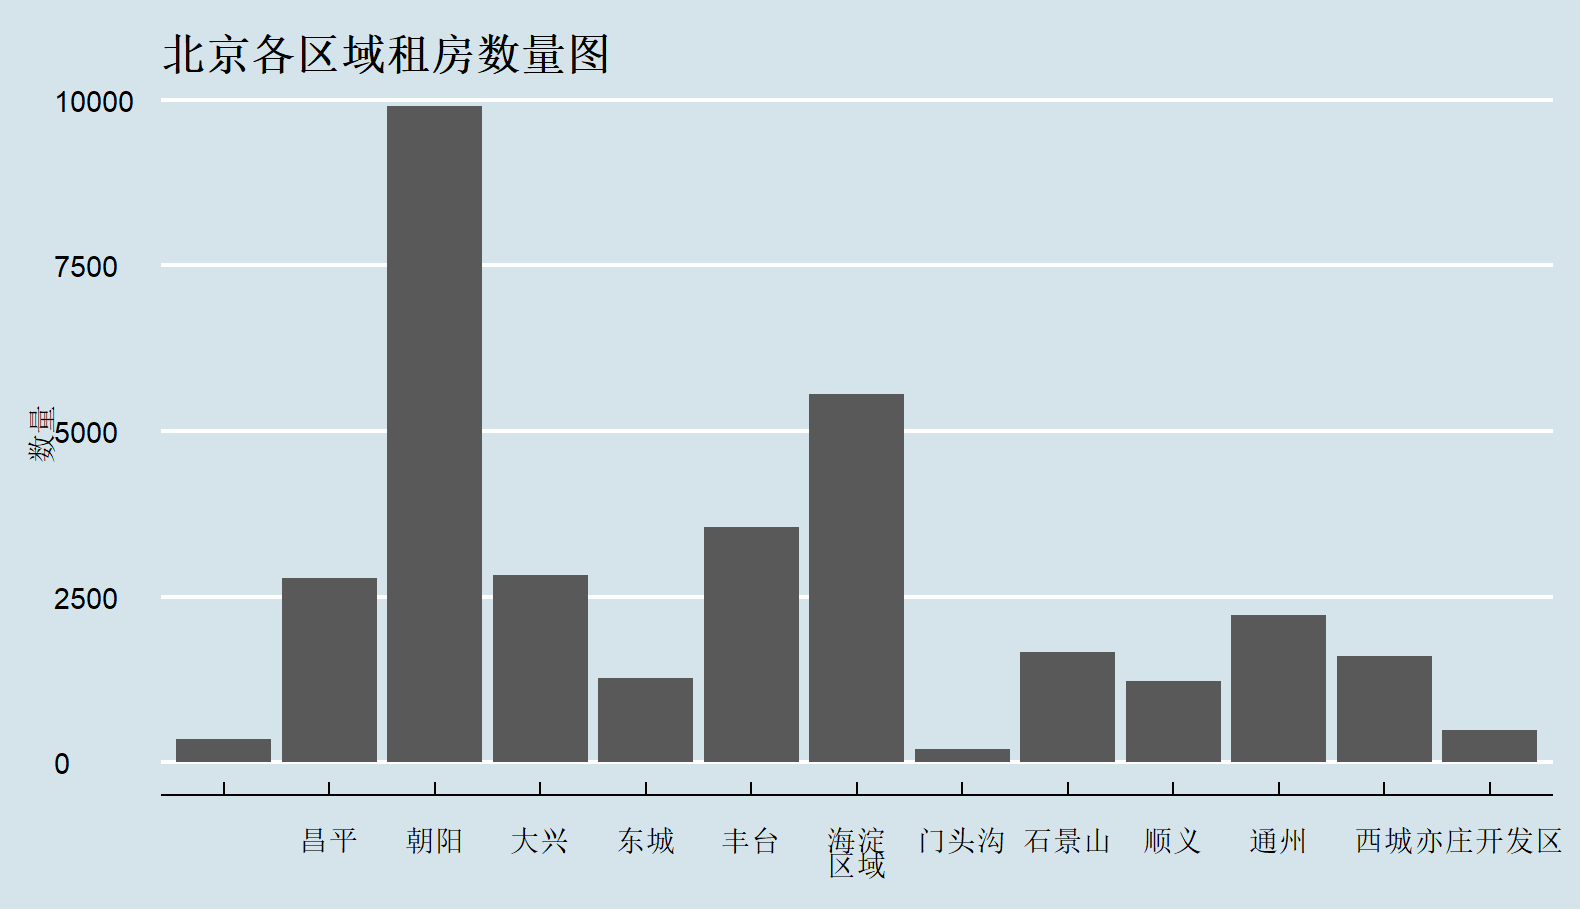 北京各区域租房数量图
10000
7500
5000
2500
0
数量
昌平 朝阳 大兴 东城 丰台 海淀 门头沟 石景山 顺义 通州 西城 亦庄开发区
区域